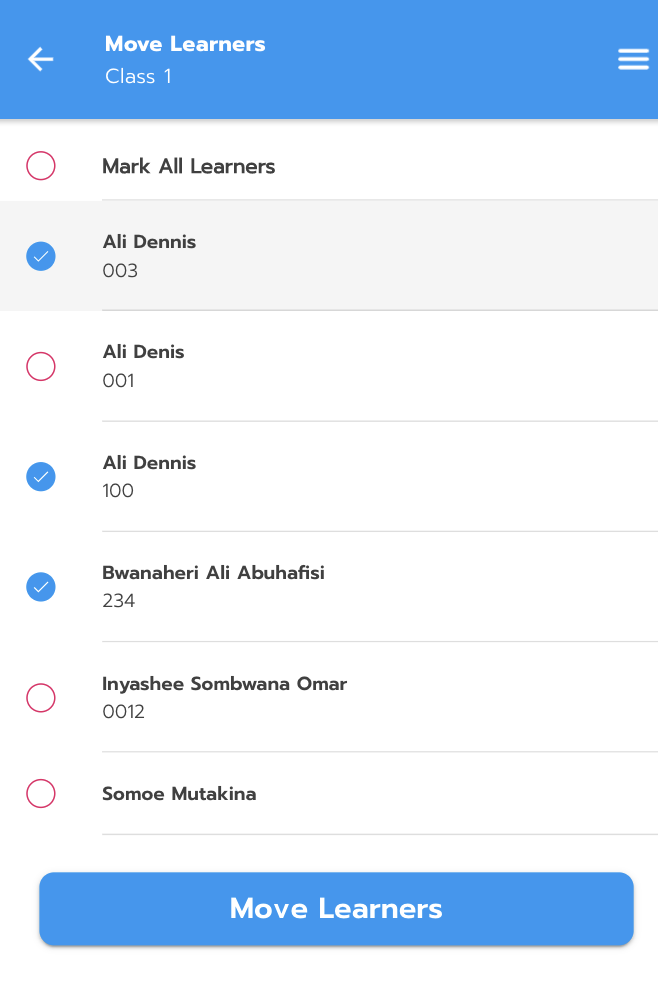 Move Learners
Class 1
Mark All Learners
Ali Dennis
003
Ali Denis
001
Ali Dennis
100
Bwanaheri Ali Abuhafisi
234
Inyashee Sombwana Omar
0012
Somoe Mutakina
Move Learners